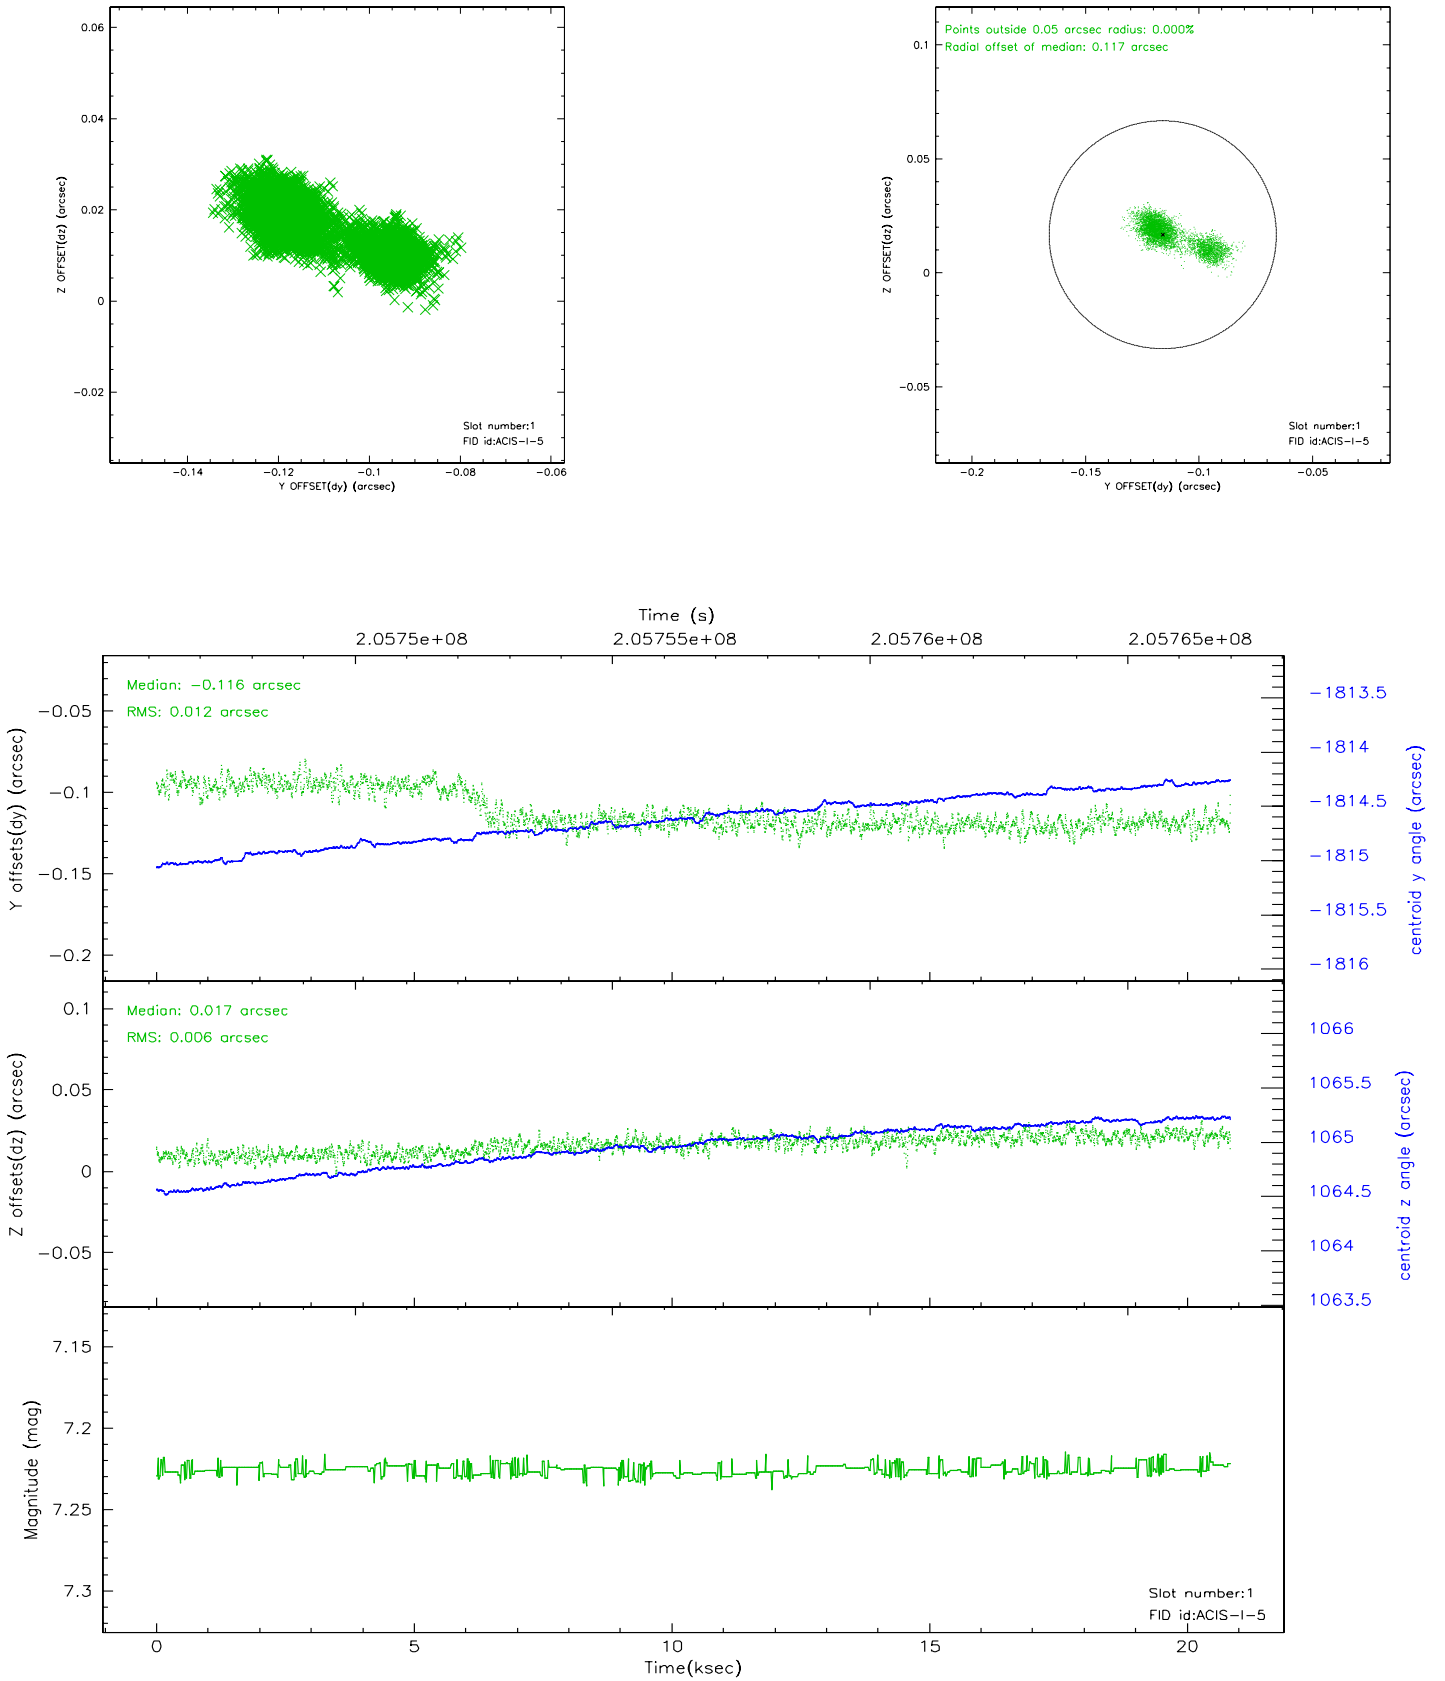 0.06
0.04
0.02
0
-0.02
Z OFFSET(dz) (arcsec)
Slot number:1
FID id:ACIS-I-5
-0.14 -0.12 -0.1 -0.08 -0.06
Y OFFSET(dy) (arcsec)
Points outside 0.05 arcsec radius: 0.000%
Radial offset of median: 0.117 arcsec
0.1
0.05
0
-0.05
Z OFFSET(dz) (arcsec)
Slot number:1
FID id:ACIS-I-5
-0.2 -0.15 -0.1 -0.05
Y OFFSET(dy) (arcsec)
Time (s)
2.0575e+08 2.05755e+08 2.0576e+08 2.05765e+08
Median: -0.116 arcsec
RMS: 0.012 arcsec
-0.05
-0.1
-0.15
-0.2
Y offsets(dy) (arcsec)
-1813.5
-1814
-1814.5
-1815
-1815.5
-1816
centroid y angle (arcsec)
Median: 0.017 arcsec
RMS: 0.006 arcsec
0.1
0.05
0
-0.05
Z offsets(dz) (arcsec)
1066
1065.5
1065
1064.5
1064
1063.5
centroid z angle (arcsec)
7.15
7.2
7.25
7.3
Magnitude (mag)
Slot number:1
FID id:ACIS-I-5
0 5 10 15 20
Time(ksec)